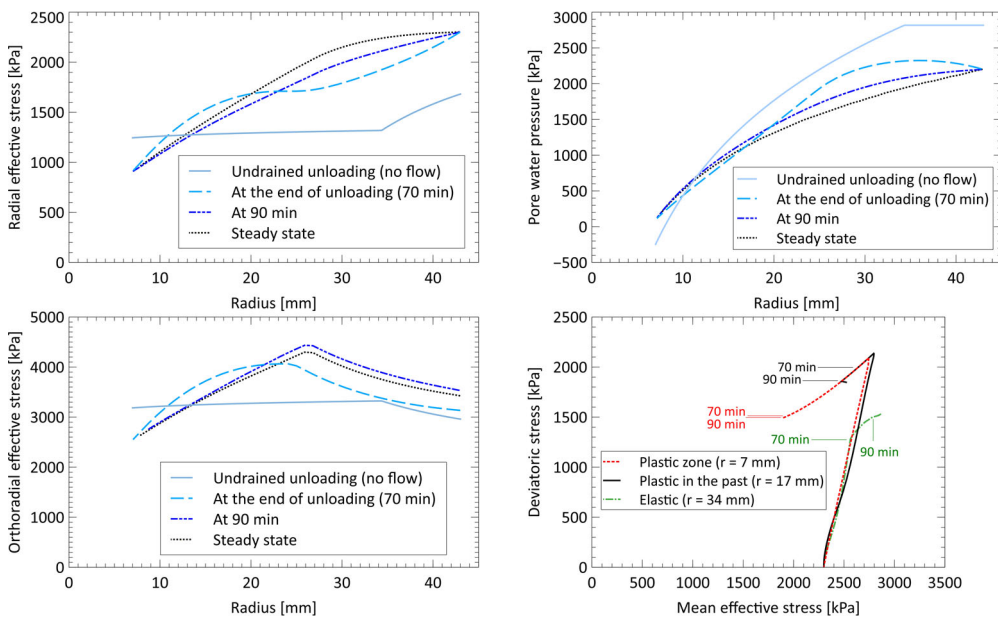 2500
2000
1500
1000
500
0
Radial effective stress [kPa]
Undrained unloading (no flow)
At the end of unloading (70 min)
At 90 min
Steady state
0 10 20 30 40
Radius [mm]
3000
2500
2000
1500
1000
500
0
−500
Pore water pressure [kPa]
Undrained unloading (no flow)
At the end of unloading (70 min)
At 90 min
Steady state
0 10 20 30 40
Radius [mm]
5000
4000
3000
2000
1000
0
Orthoradial effective stress [kPa]
Undrained unloading (no flow)
At the end of unloading (70 min)
At 90 min
Steady state
0 10 20 30 40
Radius [mm]
2500
2000
1500
1000
500
0
Deviatoric stress [kPa]
70 min
90 min
70 min
90 min
70 min
90 min
Plastic zone (r = 7 mm)
Plastic in the past (r = 17 mm)
Elastic (r = 34 mm)
0 500 1000 1500 2000 2500 3000 3500
Mean effective stress [kPa]